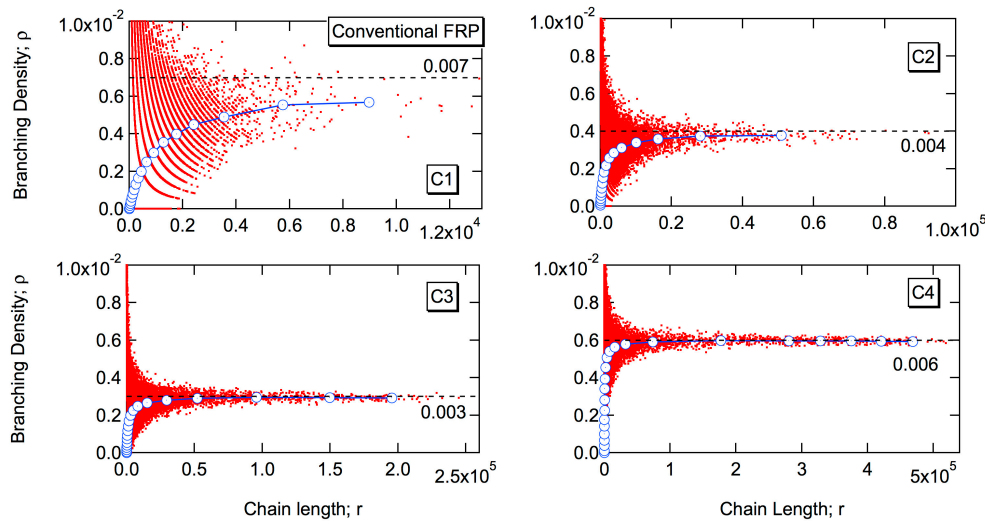 1.0x10⁻²
Conventional FRP
0.8
0.007
0.6
0.4
C1
0.2
0.0
0.0
0.2
0.4
0.6
0.8
1.2x10⁴
Branching Density; ρ
1.0x10⁻²
C2
0.8
0.6
0.4
0.004
0.2
0.0
0.0
0.2
0.4
0.6
1.0x10⁵
1.0x10⁻²
C3
0.8
0.6
0.4
0.003
0.2
0.0
0.0
0.5
1.0
1.5
2.0
2.5x10⁵
Branching Density; ρ
Chain length; r
1.0x10⁻²
C4
0.8
0.6
0.006
0.4
0.2
0.0
0
1
2
3
4
5x10⁵
Chain Length; r